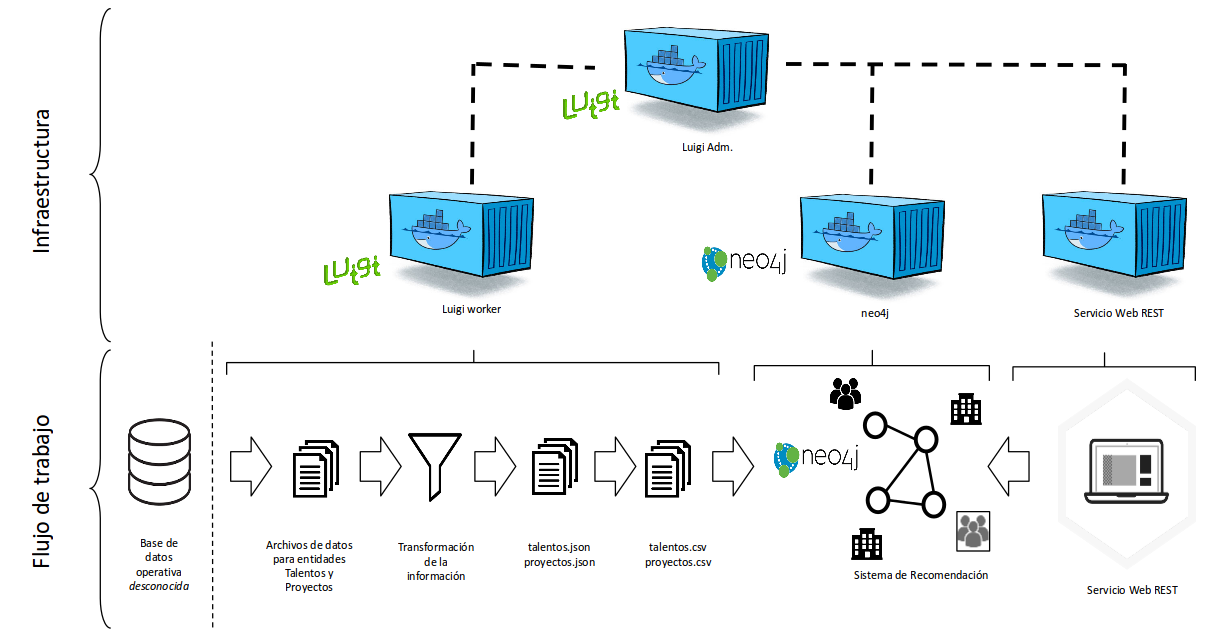 Infraestructura
Luigi
Luigi Adm.
Luigi
Luigi worker
neo4j
neo4j
Servicio Web REST
Flujo de trabajo
Base de
datos
operativa
desconocida
Archivos de datos
para entidades
Talentos y
Proyectos
Transformación
de la
información
talentos.json
proyectos.json
talentos.csv
proyectos.csv
neo4j
Sistema de Recomendación
Servicio Web REST